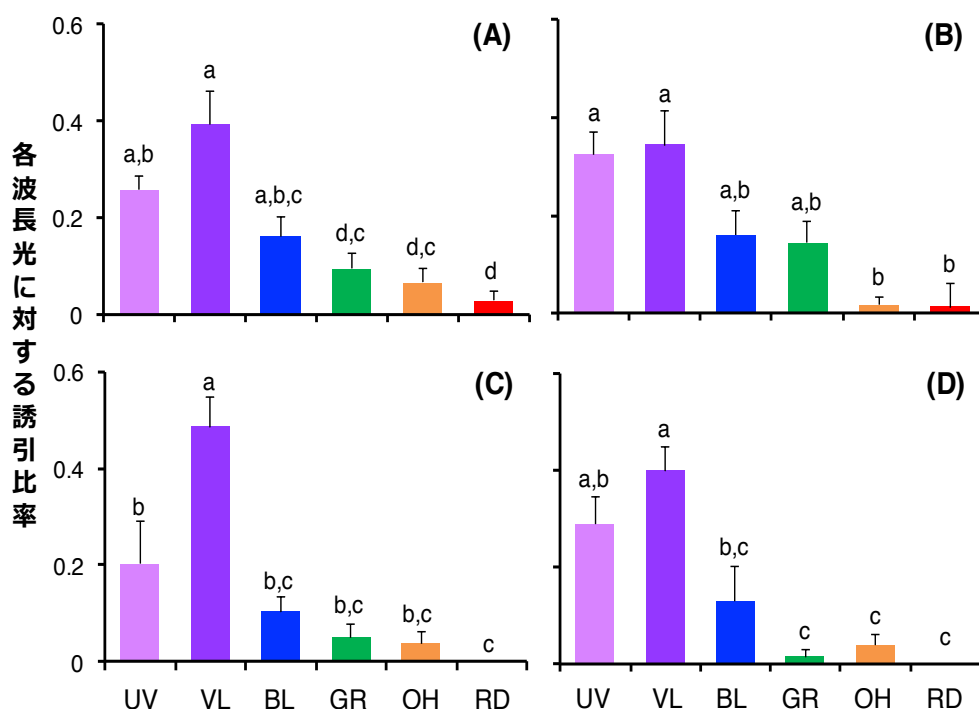 各波長光に対する誘引比率
0.6
0.4
0.2
0
(A)
a,b
a
a,b,c
d,c
d,c
d
(B)
a
a
a,b
a,b
b
b
0.6
0.4
0.2
0
(C)
b
a
b,c
b,c
b,c
c
(D)
a,b
a
b,c
c
c
c
UV VL BL GR OH RD
UV VL BL GR OH RD